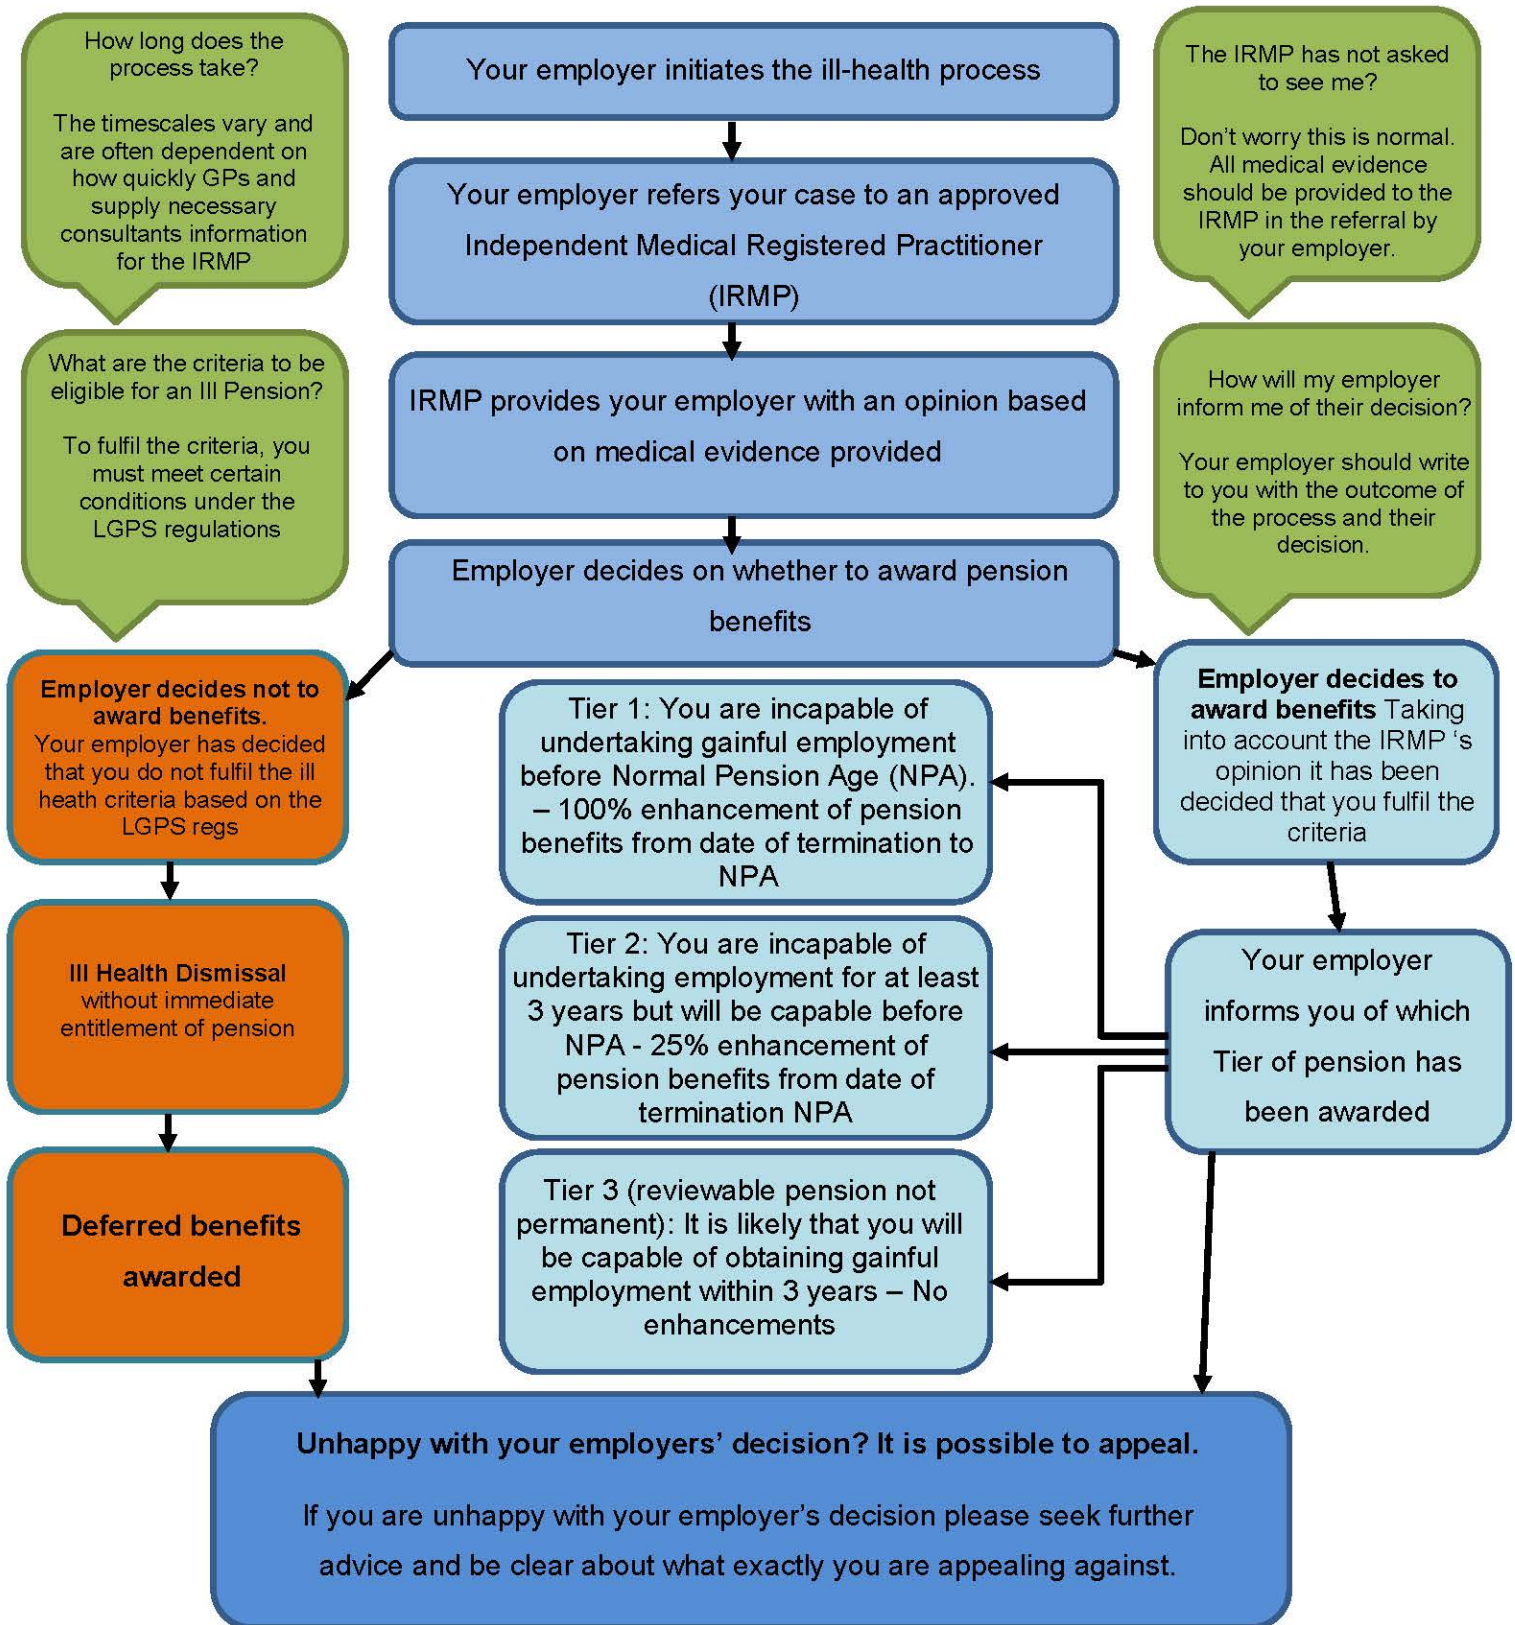 How long does the
process take?
The timescales vary and
are often dependent on
how quickly GPs and
supply necessary
consultants information
for the IRMP
Your employer initiates the ill-health process
The IRMP has not asked
to see me?
Don't worry this is normal.
All medical evidence
should be provided to the
IRMP in the referral by
your employer.
Your employer refers your case to an approved
Independent Medical Registered Practitioner
(IRMP)
What are the criteria to be
eligible for an Ill Pension?
To fulfil the criteria, you
must meet certain
conditions under the
LGPS regulations
IRMP provides your employer with an opinion based
on medical evidence provided
How will my employer
inform me of their decision?
Your employer should write
to you with the outcome of
the process and their
decision.
Employer decides on whether to award pension
benefits
Employer decides not to
award benefits.
Your employer has decided
that you do not fulfil the ill
heath criteria based on the
LGPS regs
Ill Health Dismissal
without immediate
entitlement of pension
Deferred benefits
awarded
Employer decides to
award benefits Taking
into account the IRMP ‘s
opinion it has been
decided that you fulfil the
criteria
Your employer
informs you of which
Tier of pension has
been awarded
Tier 1: You are incapable of
undertaking gainful employment
before Normal Pension Age (NPA).
– 100% enhancement of pension
benefits from date of termination to
NPA
Tier 2: You are incapable of
undertaking employment for at least
3 years but will be capable before
NPA - 25% enhancement of
pension benefits from date of
termination NPA
Tier 3 (reviewable pension not
permanent): It is likely that you will
be capable of obtaining gainful
employment within 3 years – No
enhancements
Unhappy with your employers’ decision? It is possible to appeal.
If you are unhappy with your employer’s decision please seek further
advice and be clear about what exactly you are appealing against.